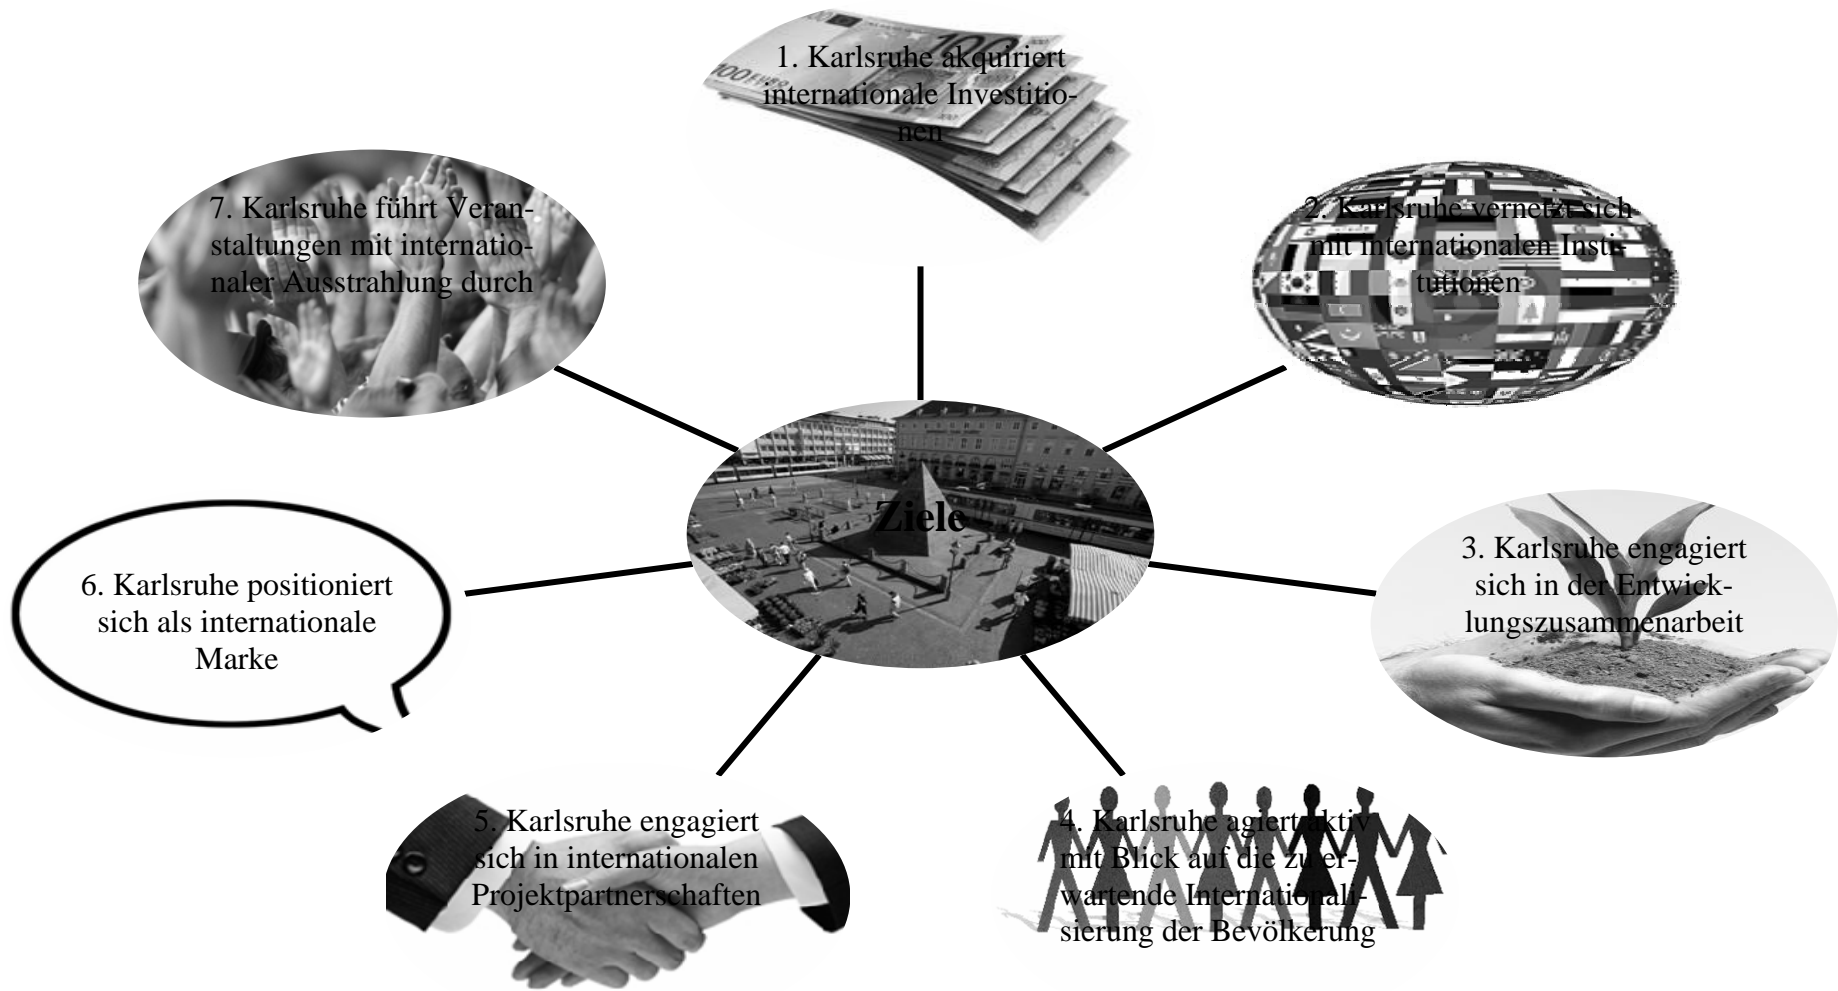 1. Karlsruhe akquiriert
internationale Investitio-
nen
2. Karlsruhe vernetzt sich
mit internationalen Insti-
tutionen
3. Karlsruhe engagiert
sich in der Entwick-
lungszusammenarbeit
4. Karlsruhe agiert aktiv
mit Blick auf die zu er-
wartende Internationali-
sierung der Bevölkerung
5. Karlsruhe engagiert
sich in internationalen
Projektpartnerschaften
6. Karlsruhe positioniert
sich als internationale
Marke
7. Karlsruhe führt Veran-
staltungen mit internatio-
naler Ausstrahlung durch
Ziele
100
100 EURO
100